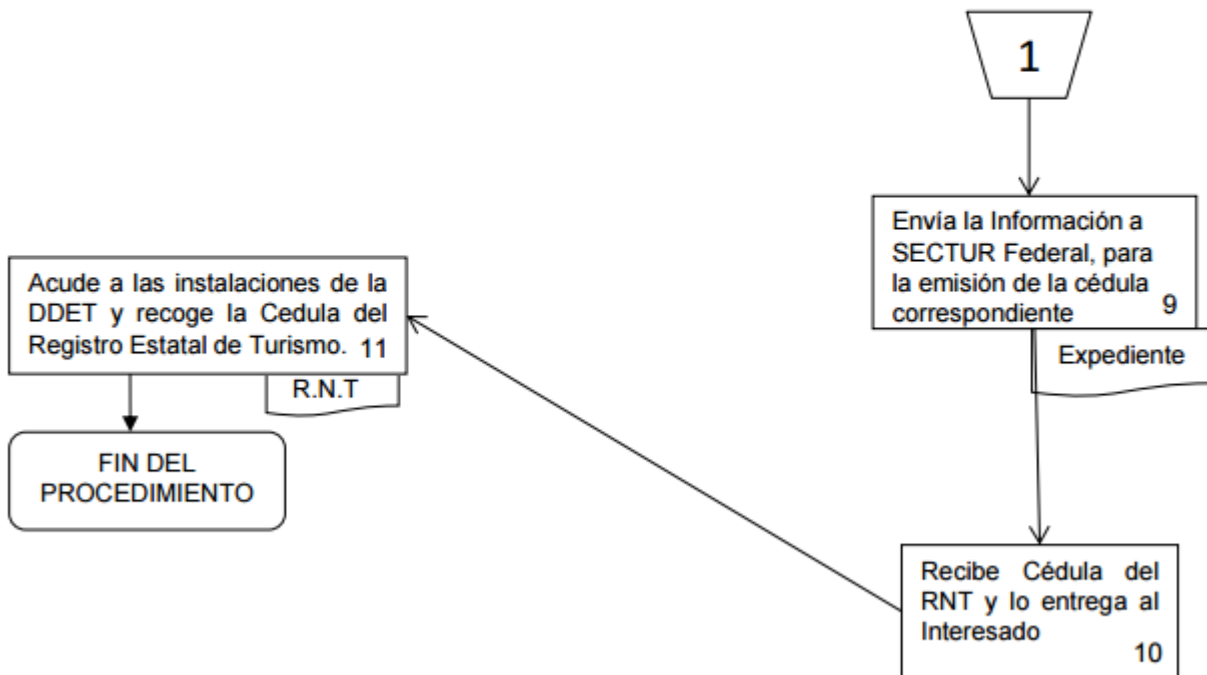 1
Envía la Información a
SECTUR Federal, para
la emisión de la cédula
correspondiente 9
Expediente
Recibe Cédula del
RNT y lo entrega al
Interesado
10
Acude a las instalaciones de la
DDET y recoge la Cedula del
Registro Estatal de Turismo. 11
R.N.T
FIN DEL
PROCEDIMIENTO